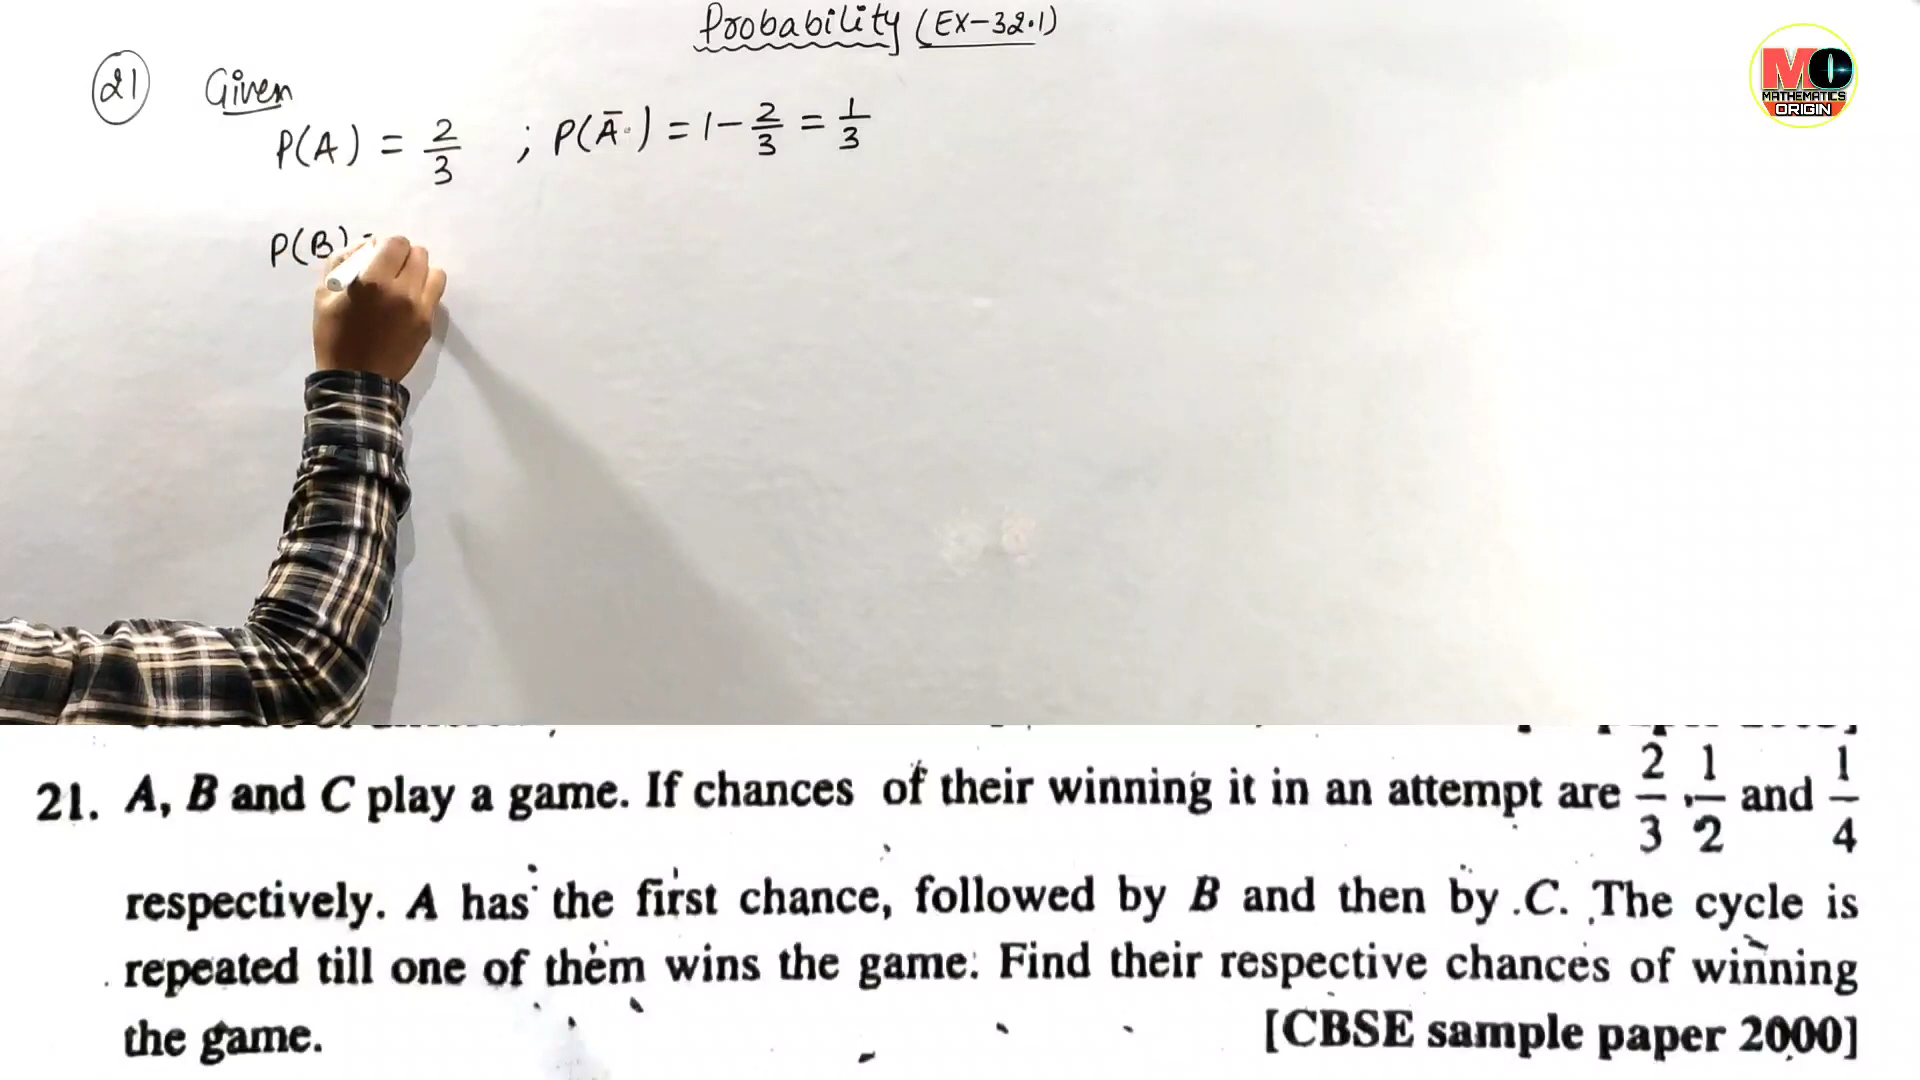 Probability (EX-32.1)
MO
MATHEMATICS
ORIGIN
21 Given
P(A) = 2/3 ; P(Ā) = 1 - 2/3 = 1/3
P(B) =
21. A, B and C play a game. If chances of their winning it in an attempt are 2/3, 1/2 and 1/4
respectively. A has the first chance, followed by B and then by C. The cycle is
repeated till one of them wins the game. Find their respective chances of winning
the game. [CBSE sample paper 2000]